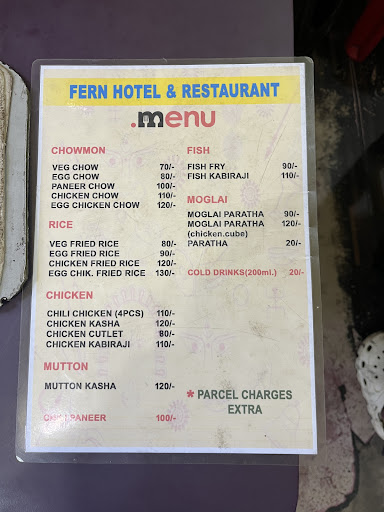 FERN HOTEL & RESTAURANT
.menu
CHOWMON
VEG CHOW 70/-
EGG CHOW 80/-
PANEER CHOW 100/-
CHICKEN CHOW 110/-
EGG CHICKEN CHOW 120/-
RICE
VEG FRIED RICE 80/-
EGG FRIED RICE 90/-
CHICKEN FRIED RICE 120/-
EGG CHIK. FRIED RICE 130/-
CHICKEN
CHILI CHICKEN (4PCS) 110/-
CHICKEN KASHA 120/-
CHICKEN CUTLET 80/-
CHICKEN KABIRAJI 110/-
MUTTON
MUTTON KASHA 120/-
CHILI PANEER 100/-
FISH
FISH FRY 90/-
FISH KABIRAJI 110/-
MOGLAI
MOGLAI PARATHA 90/-
MOGLAI PARATHA 120/-
(chicken.cube)
PARATHA 20/-
COLD DRINKS(200ml.) 20/-
* PARCEL CHARGES
EXTRA